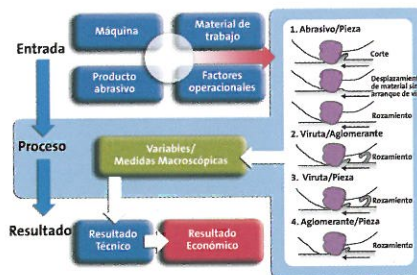 Entrada
Proceso
Resultado
Máquina
Material de
trabajo
Producto
abrasivo
Factores
operacionales
Variables/
Medidas Macroscópicas
Resultado
Técnico
Resultado
Económico
1. Abrasivo/Pieza
Corte
Desplazamiento
de material sin
arranque de
Rozamiento
2. Viruta/Aglomerante
Rozamiento
3. Viruta/Pieza
Rozamiento
4. Aglomerante/Pieza
Rozamiento